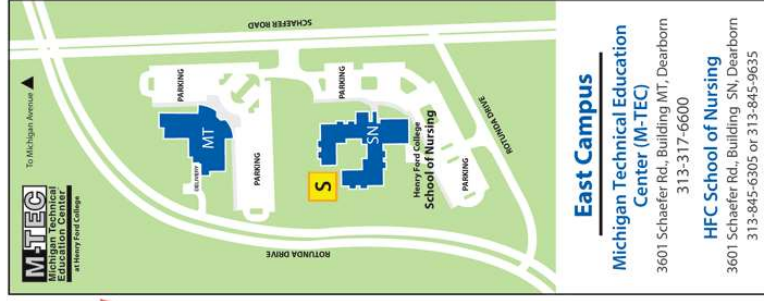 M-TEC
Michigan Technical
Education Center
at Henry Ford College
To Michigan Avenue
SCHAEFER ROAD
PARKING
MT
DELIVERY
PARKING
PARKING
S
SN
Henry Ford College
School of Nursing
PARKING
ROTUNDA DRIVE
ROTUNDA DRIVE
East Campus
Michigan Technical Education
Center (M-TEC)
3601 Schaefer Rd., Building MT, Dearborn
313-317-6600
HFC School of Nursing
3601 Schaefer Rd., Building SN, Dearborn
313-845-6305 or 313-845-9635